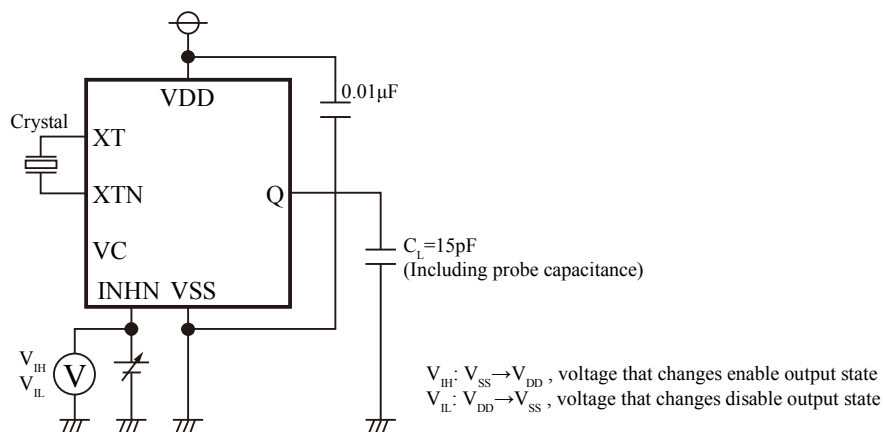 VDD
0.01μF
Crystal
XT
XTN
Q
VC
C_L=15pF
(Including probe capacitance)
INHN VSS
V_IH
V_IL
V
V_IH: V_SS→V_DD , voltage that changes enable output state
V_IL: V_DD→V_SS , voltage that changes disable output state